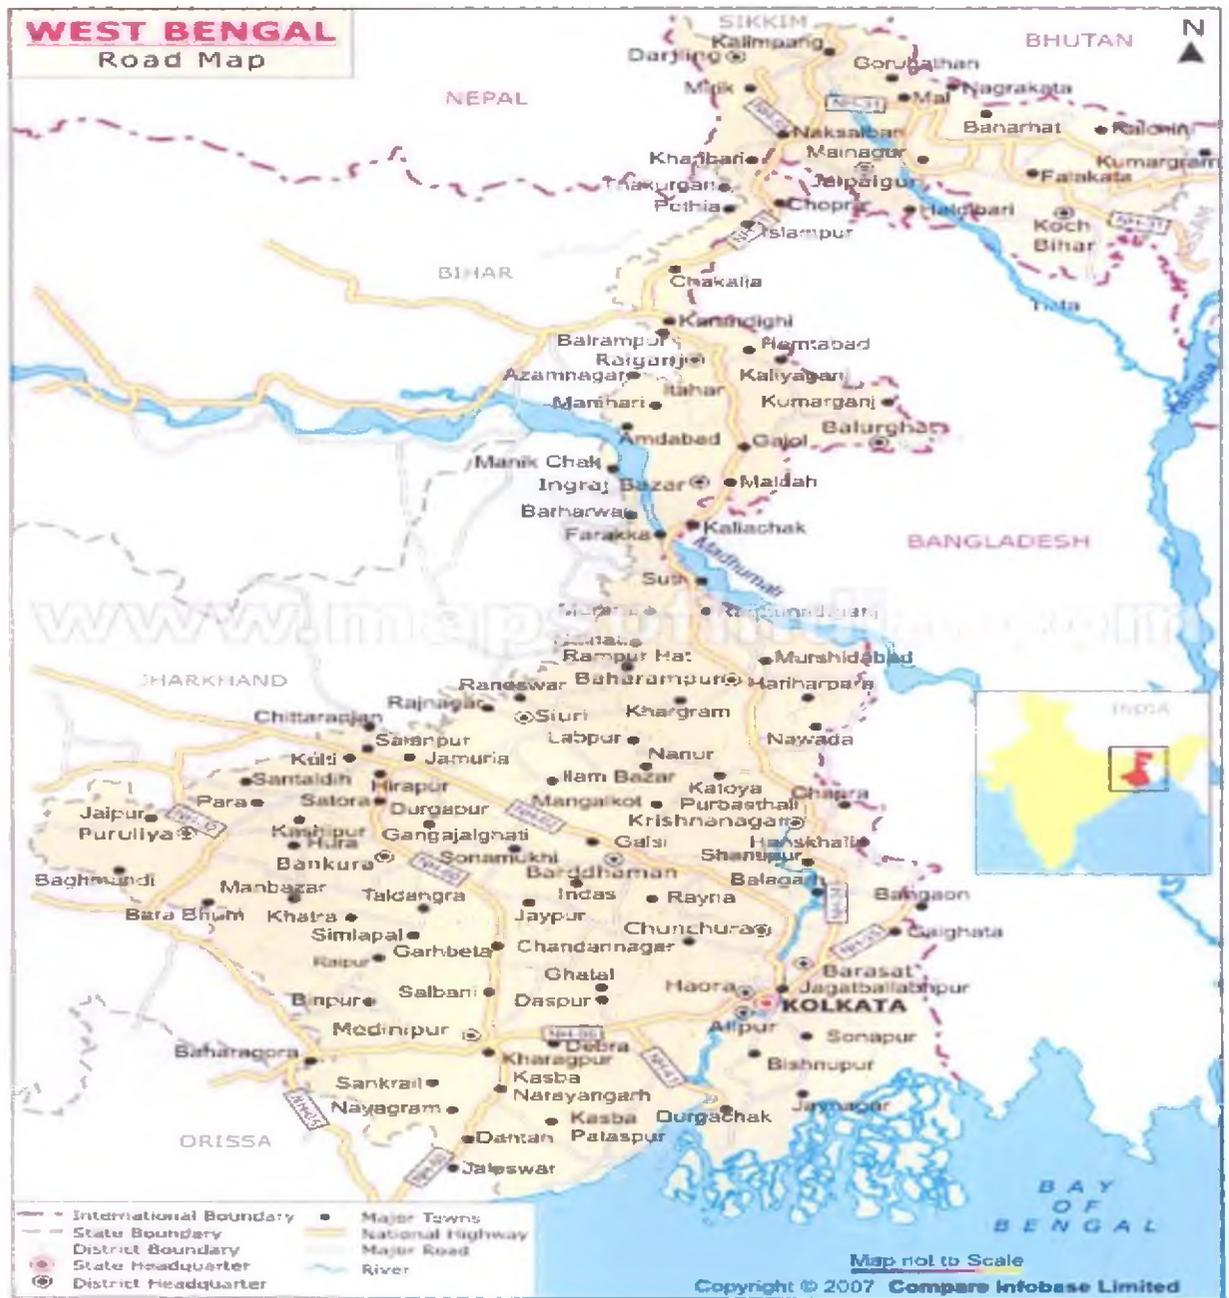 WEST BENGAL
Road Map
N
SIKKIM
BHUTAN
NEPAL
Kalimpang
Darjling
Mirik
Mal
Nagrakata
Banarhat
Naksalbari
Mainagur
Kharibari
Kumargram
Falakata
Pothia
Chopra
Haldibari
Koch
Bihar
Islampur
BIHAR
Chakalia
Karandighi
Balrampur
Raiganj
Hemtabad
Azamnagar
Itahar
Kaliyaganj
Manihari
Kumarganj
Balurghat
Amdabad
Gajol
Manik Chak
Ingraj Bazar
Maldah
Barharwa
Kaliachak
Farakka
BANGLADESH
Madhumati
Suti
Rampur Hat
Murshidabad
JHARKHAND
Raneswar
Baharampur
Hariharpara
Rajnagar
Siuri
Khargram
Chittaranjan
Labpur
Nawada
Salanpur
Kulti
Jamuria
Nanur
Santaldih
Hirapur
Ilam Bazar
Katoya
Para
Satora
Durgapur
Mangalkot
Purbasthali
Chapra
Jaipur
Puruliya
Kashipur
Hura
Gangajalghati
Krishnanagar
Galsi
Hanskhali
Bankura
Sonamukhi
Shantipur
Barddhaman
Balagarh
Baghmundi
Manbazar
Taldangra
Indas
Rayna
Bangaon
Bara Bhum
Khatra
Jaypur
Simlapal
Chunchura
Gaighata
Garhbeta
Chandannagar
Raipur
Barasat
Ghatal
Haora
Jagatballabhpur
Binpur
Salbani
Daspur
KOLKATA
Medinipur
Alipur
Sonapur
Baharagora
Debra
Kharagpur
Bishnupur
Sankrail
Kasba
Narayangarh
Nayagram
Jaynagar
Kasba
Palaspur
Durgachak
ORISSA
Dantan
Jaleswar
INDIA
BAY
OF
BENGAL
International Boundary
State Boundary
District Boundary
State Headquarter
District Headquarter
Major Towns
National Highway
Major Road
River
Map not to Scale
Copyright © 2007 Compare Infobase Limited